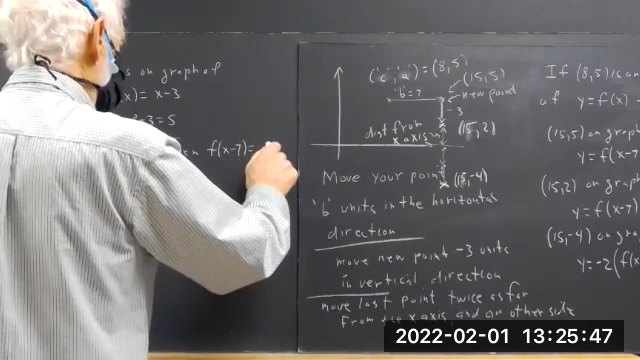 s on graph of
x) = x-3
8-3=5
f(x-7)=
('c', 'a') = (8,5)
(15,5)
'b' = 7
new point
-3
dist from
x axis
(15,2)
Move your point
(15,-4)
'b' units in the horizontal
direction
move new point -3 units
in vertical direction
move last point twice as far
from the x axis and on other side
If (8,5) is on
of y=f(x)
(15,5) on graph
y=f(x-7)
(15,2) on graph
y=f(x-7)
(15,-4) on gra
y=-2(f(x
2022-02-01 13:25:47